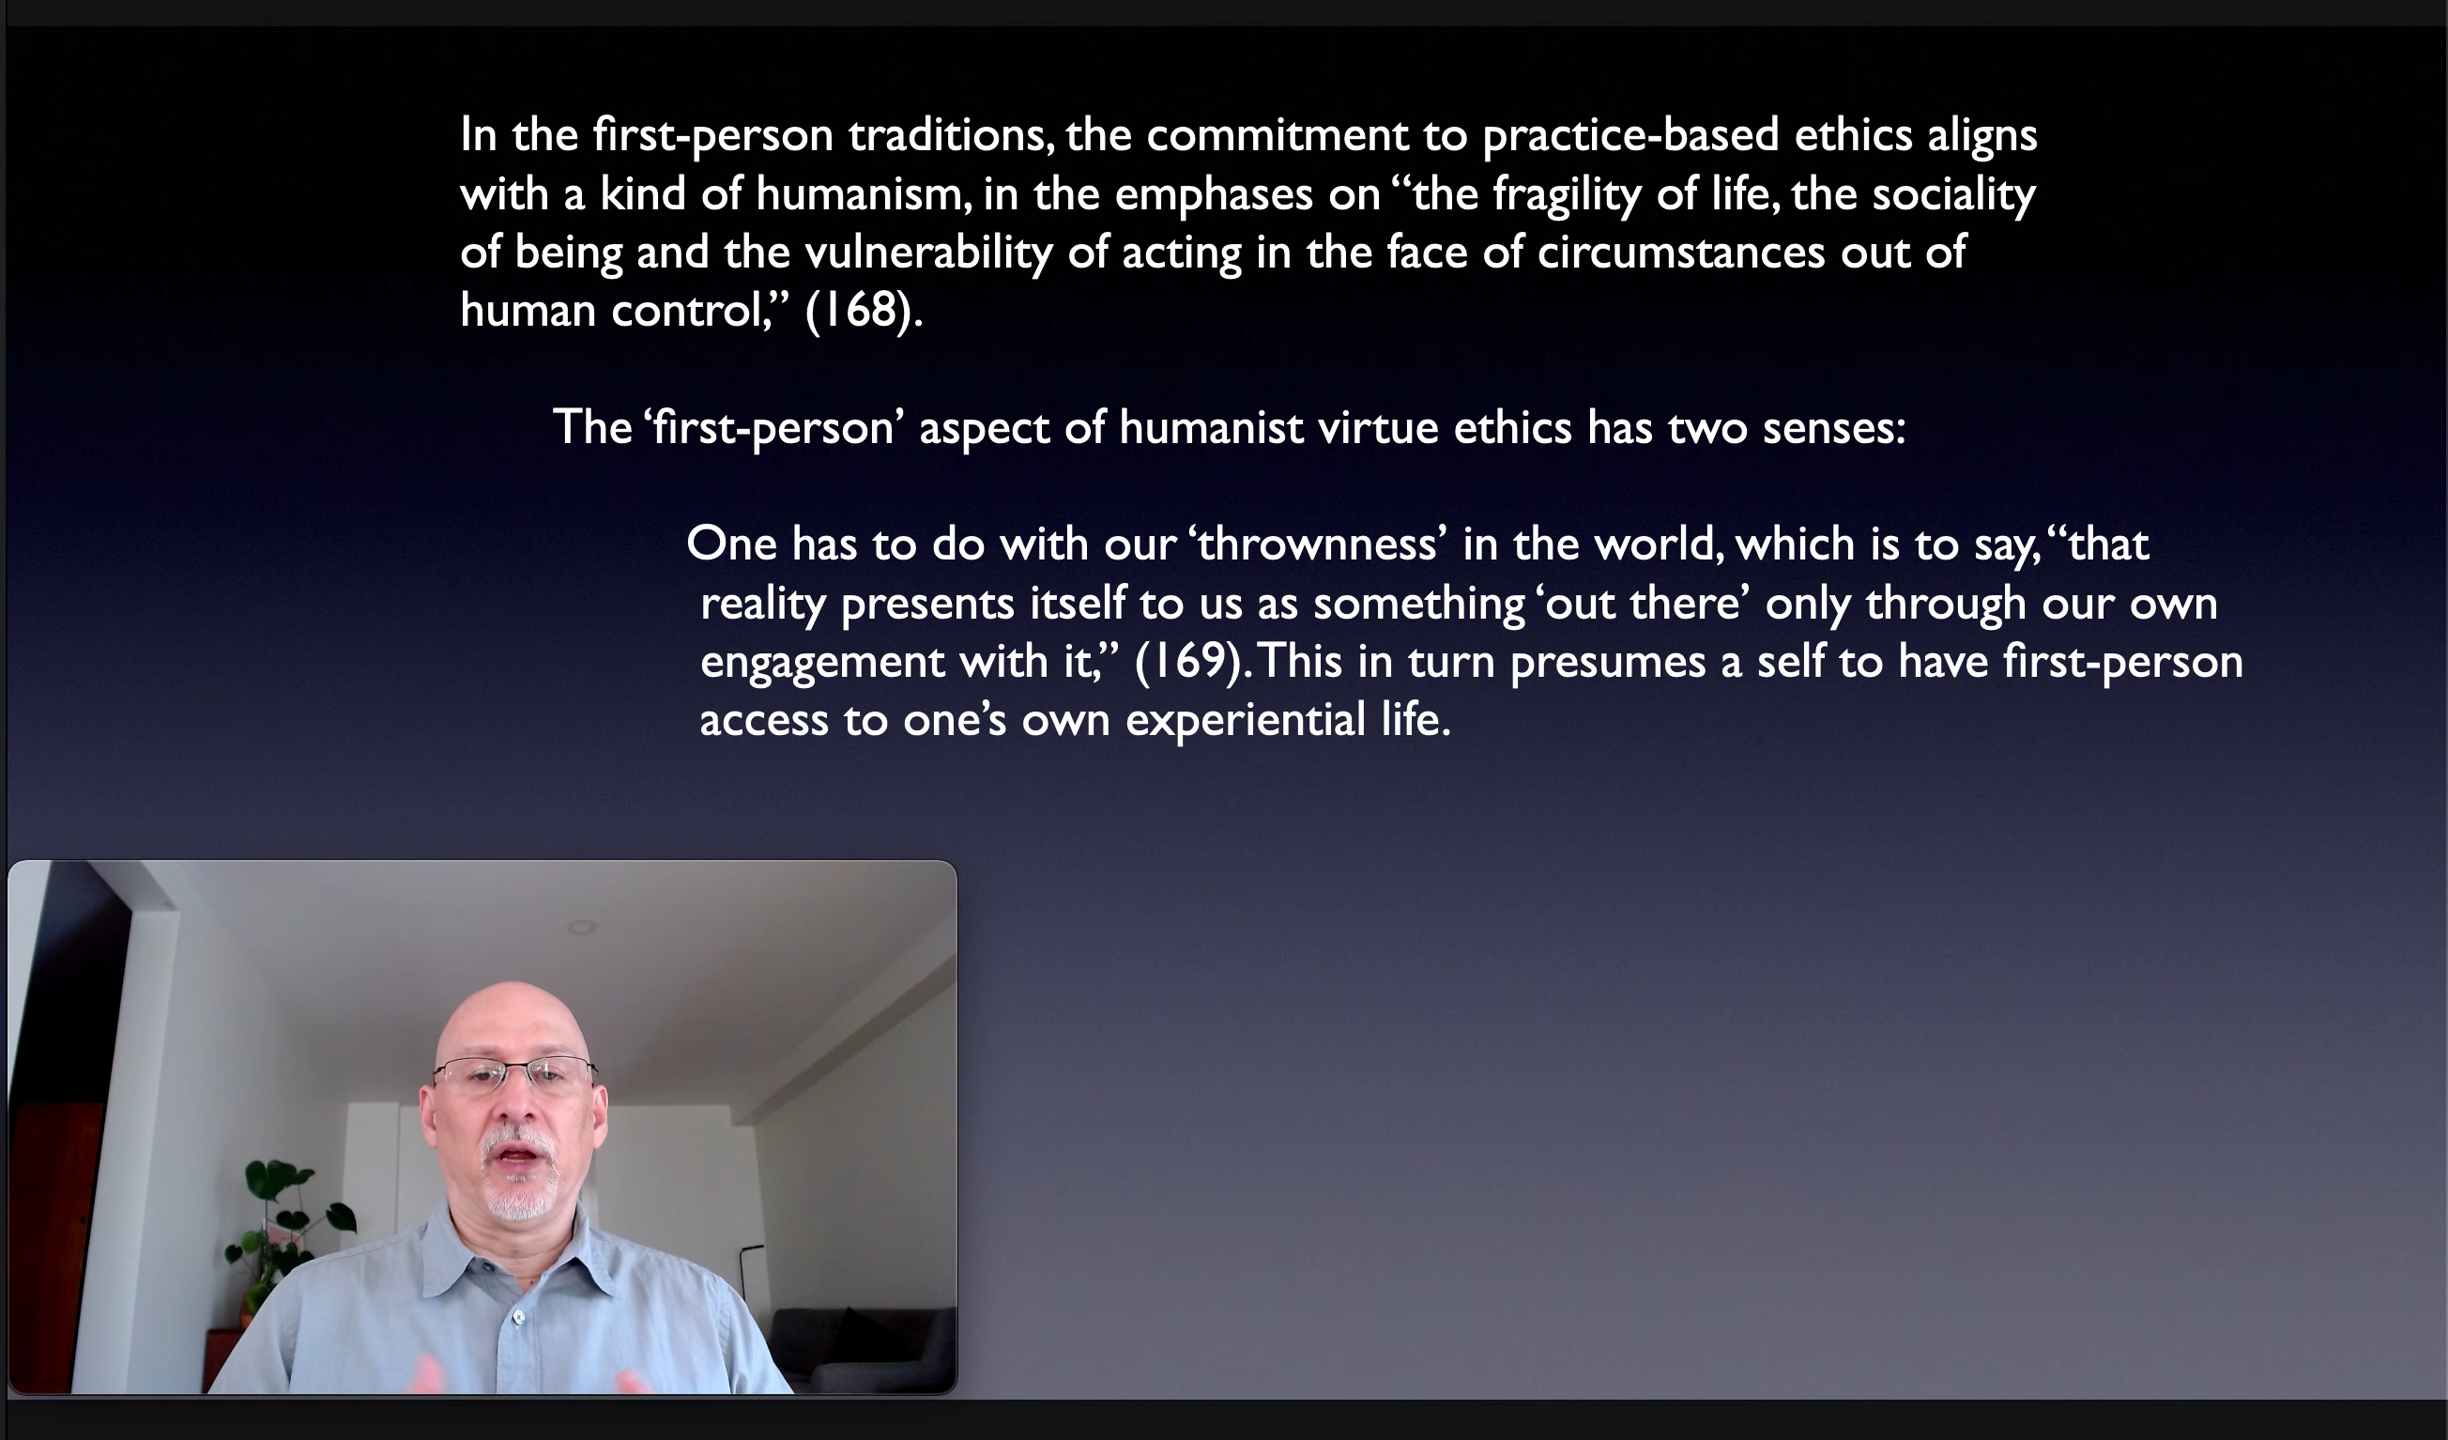 In the first-person traditions, the commitment to practice-based ethics aligns
with a kind of humanism, in the emphases on “the fragility of life, the sociality
of being and the vulnerability of acting in the face of circumstances out of
human control,” (168).
The ‘first-person’ aspect of humanist virtue ethics has two senses:
One has to do with our ‘thrownness’ in the world, which is to say, “that
reality presents itself to us as something ‘out there’ only through our own
engagement with it,” (169). This in turn presumes a self to have first-person
access to one’s own experiential life.